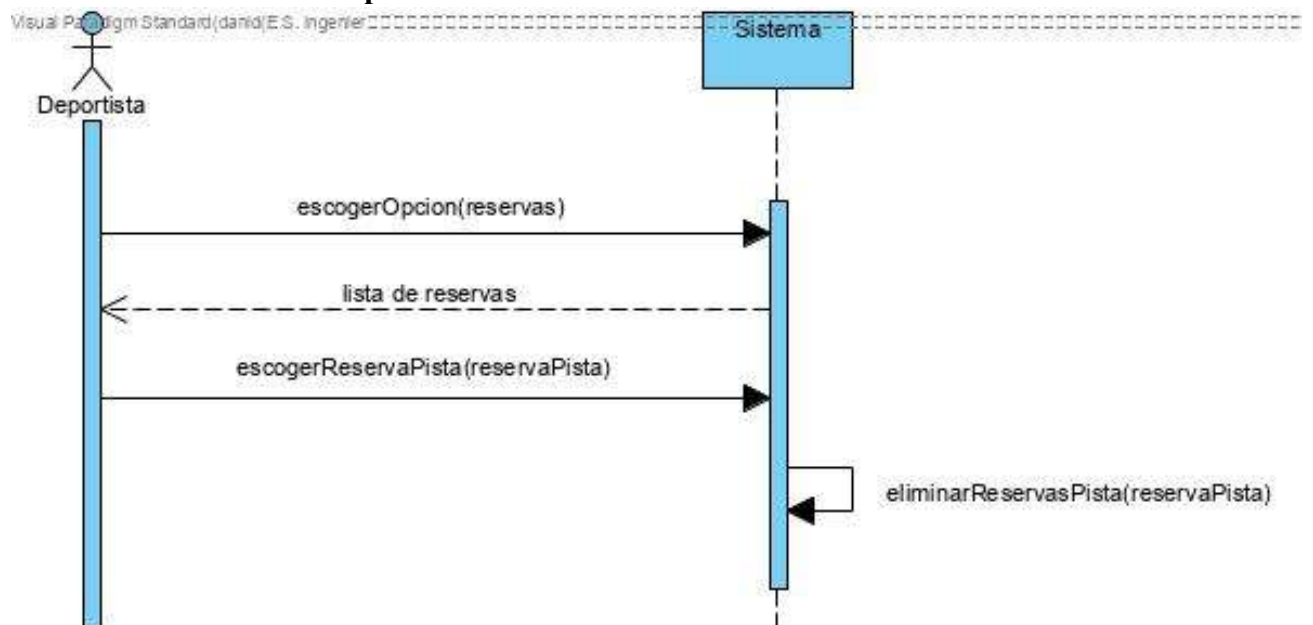 Visual Paradigm Standard(danid(E.S. Ingenier
Sistema
Deportista
escogerOpcion(reservas)
lista de reservas
escogerReservaPista(reservaPista)
eliminarReservasPista(reservaPista)